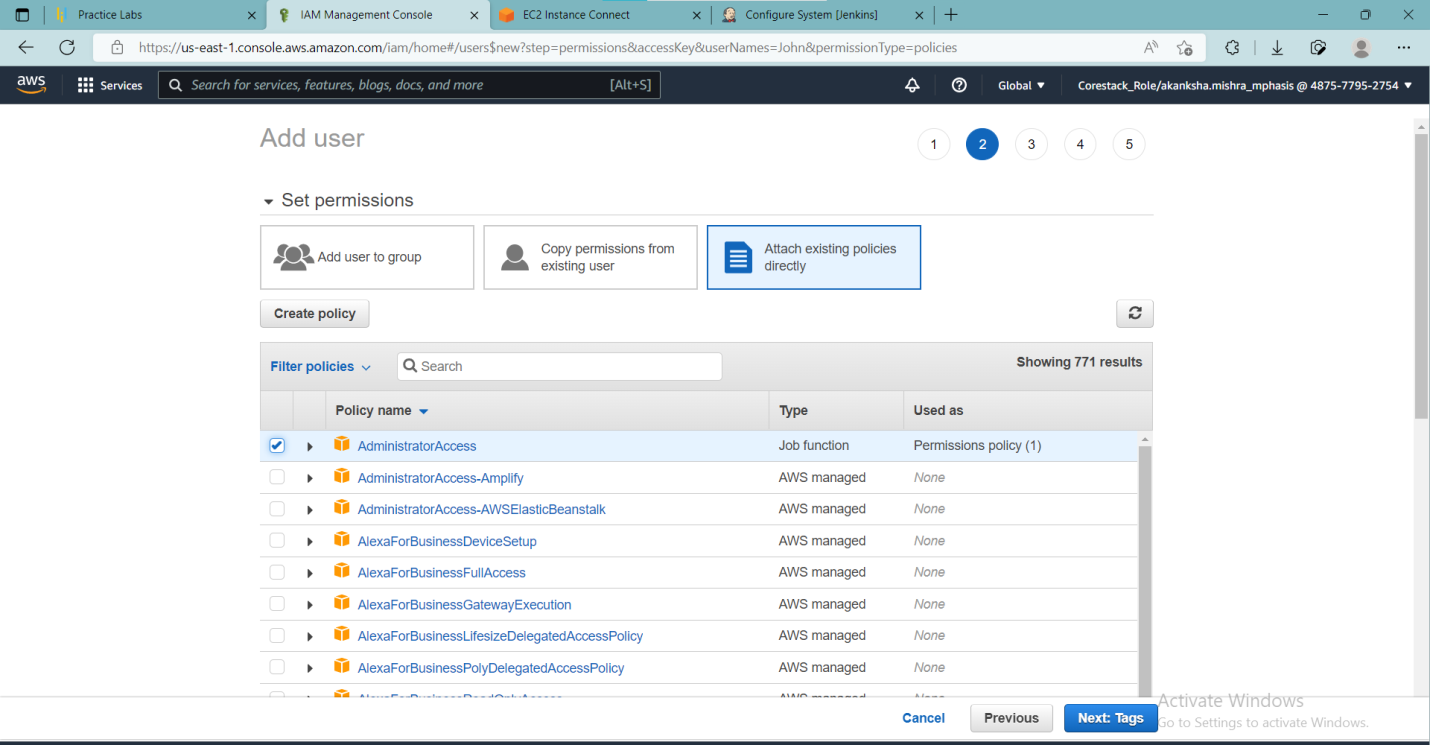 Practice Labs
IAM Management Console
EC2 Instance Connect
Configure System [Jenkins]
https://us-east-1.console.aws.amazon.com/iam/home#/users$new?step=permissions&accessKey&userNames=John&permissionType=policies
aws
Services
Search for services, features, blogs, docs, and more
[Alt+S]
Global
Corestack_Role/akanksha.mishra_mphasis @ 4875-7795-2754
Add user
1 2 3 4 5
Set permissions
Add user to group
Copy permissions from
existing user
Attach existing policies
directly
Create policy
Filter policies
Search
Showing 771 results
Policy name Type Used as
AdministratorAccess Job function Permissions policy (1)
AdministratorAccess-Amplify AWS managed None
AdministratorAccess-AWSElasticBeanstalk AWS managed None
AlexaForBusinessDeviceSetup AWS managed None
AlexaForBusinessFullAccess AWS managed None
AlexaForBusinessGatewayExecution AWS managed None
AlexaForBusinessLifesizeDelegatedAccessPolicy AWS managed None
AlexaForBusinessPolyDelegatedAccessPolicy AWS managed None
AlexaForBusinessReadOnlyAccess AWS managed None
Cancel
Previous
Next: Tags
Activate Windows
Go to Settings to activate Windows.